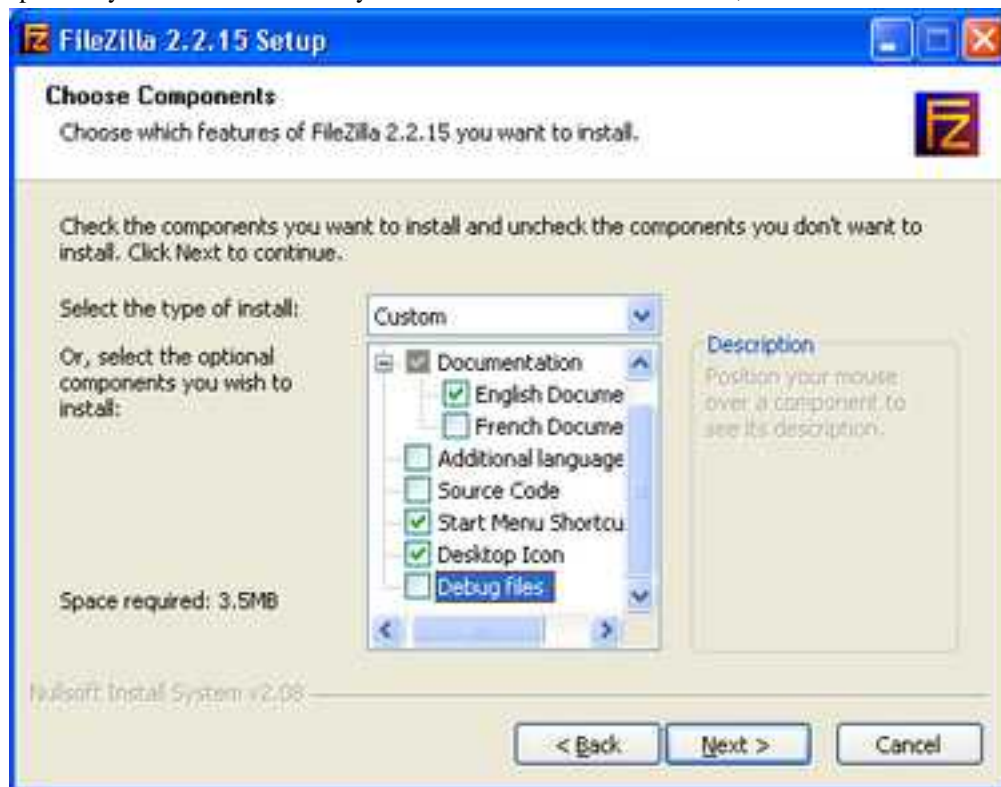 FileZilla 2.2.15 Setup
Choose Components
Choose which features of FileZilla 2.2.15 you want to install.
FZ
Check the components you want to install and uncheck the components you don't want to
install. Click Next to continue.
Select the type of install:
Custom
Or, select the optional
components you wish to
install:
Documentation
English Docume
French Docume
Additional language
Source Code
Start Menu Shortcu
Desktop Icon
Debug files
Description
Position your mouse
over a component to
see its description.
Space required: 3.5MB
Nullsoft Install System v2.08
< Back
Next >
Cancel